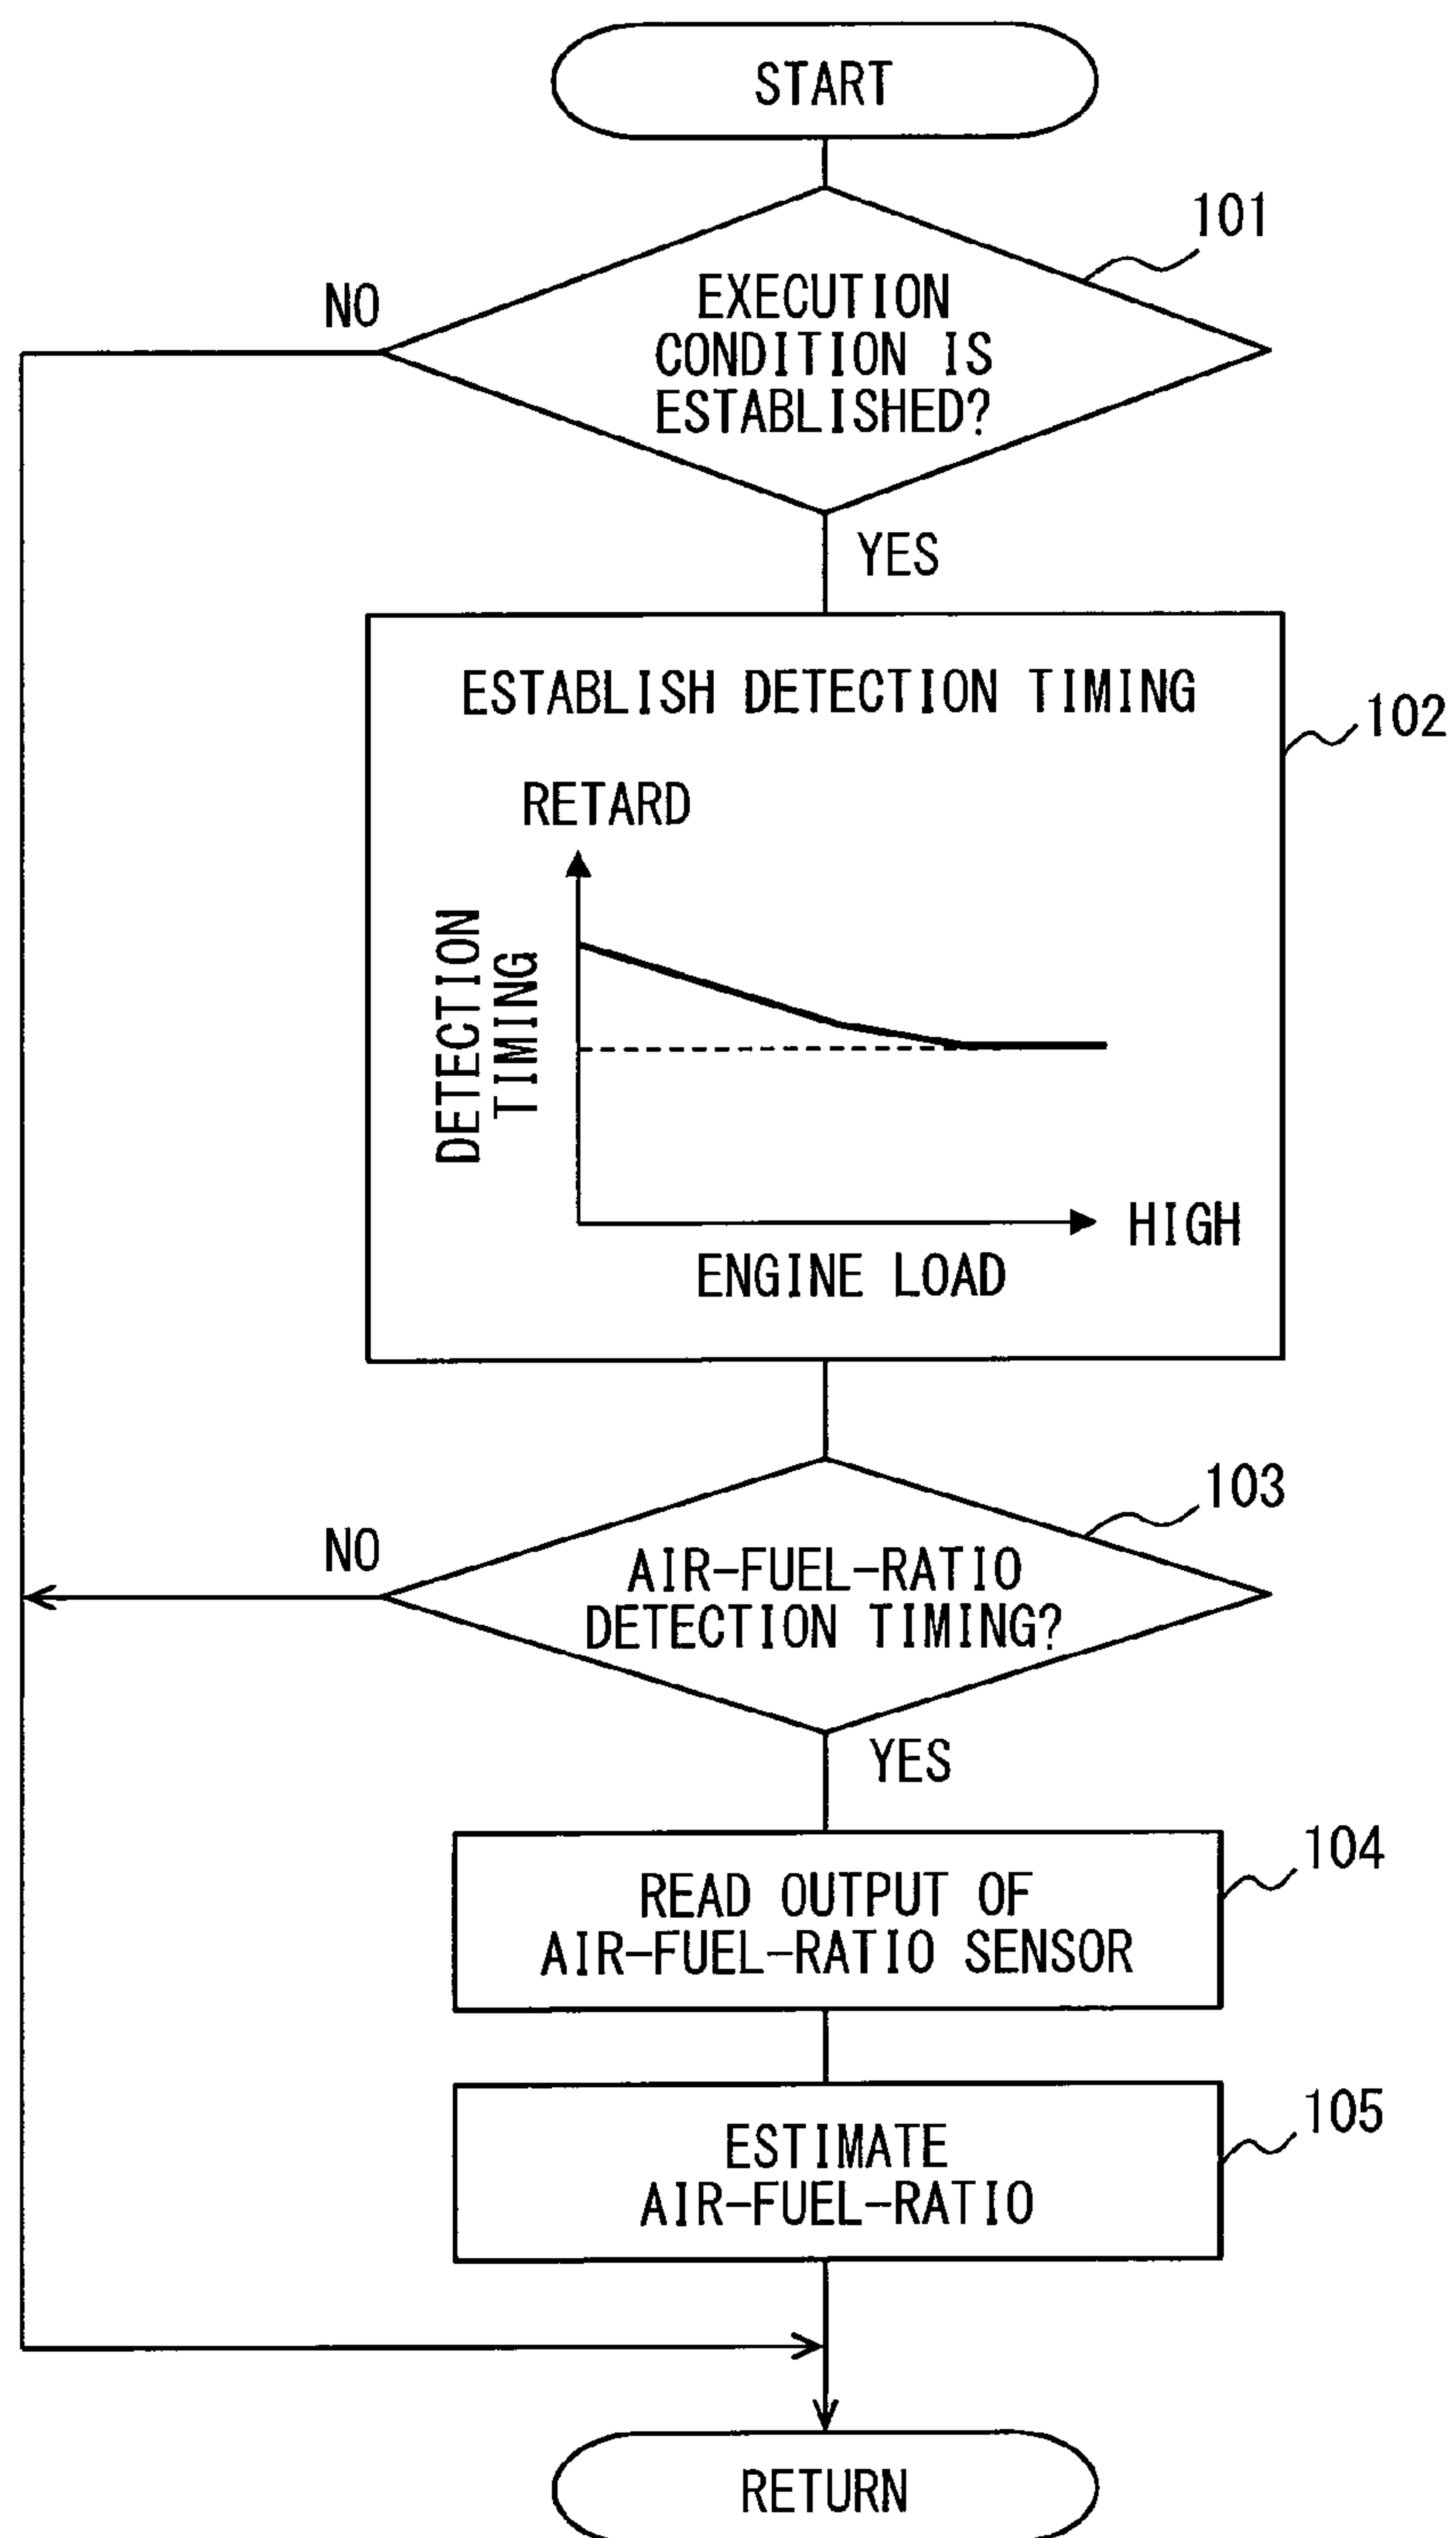 START
101
NO
EXECUTION
CONDITION IS
ESTABLISHED?
YES
ESTABLISH DETECTION TIMING
102
RETARD
DETECTION
TIMING
HIGH
ENGINE LOAD
103
NO
AIR-FUEL-RATIO
DETECTION TIMING?
YES
104
READ OUTPUT OF
AIR-FUEL-RATIO SENSOR
105
ESTIMATE
AIR-FUEL-RATIO
RETURN